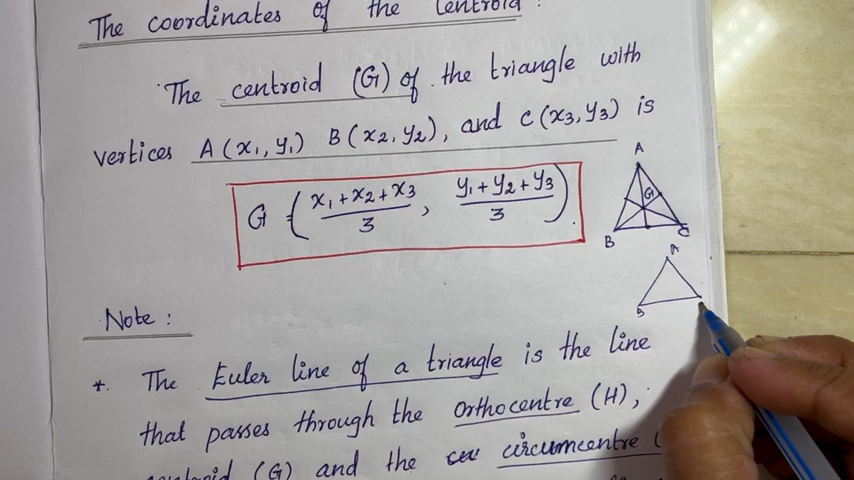 The coordinates of the Centroid:
The centroid (G) of the triangle with
vertices A(x₁, y₁) B(x₂, y₂), and C(x₃, y₃) is
G = ( x₁+x₂+x₃ / 3 , y₁+y₂+y₃ / 3 ).
A
G
B
C
A
B
Note:
*. The Euler line of a triangle is the line
that passes through the Orthocentre (H),
centroid (G) and the circumcentre (